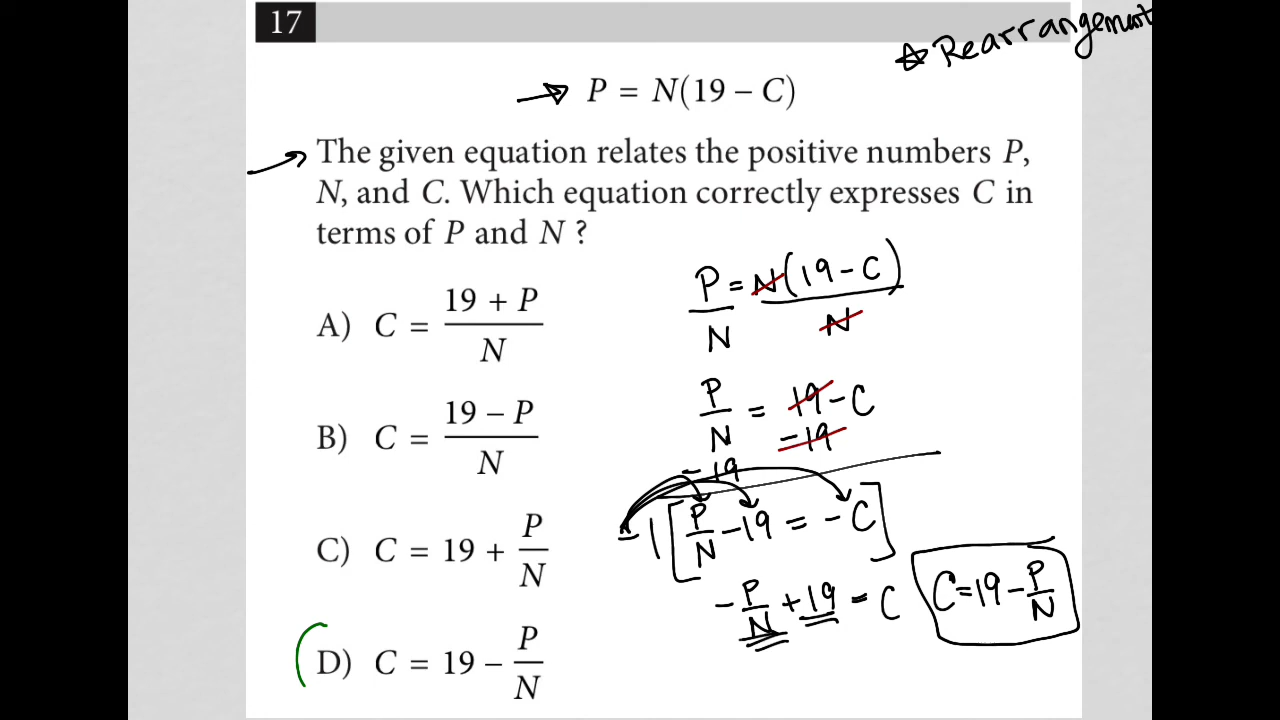 17
☆ Rearrangement
→ P = N(19 – C)
→ The given equation relates the positive numbers P,
N, and C. Which equation correctly expresses C in
terms of P and N ?
A) C = (19 + P)/N
B) C = (19 – P)/N
C) C = 19 + P/N
D) C = 19 – P/N
P/N = N(19 - C)/N
P/N = 19 - C
-19 -19
-1[P/N - 19 = - C]
-P/N + 19 = C
C = 19 - P/N